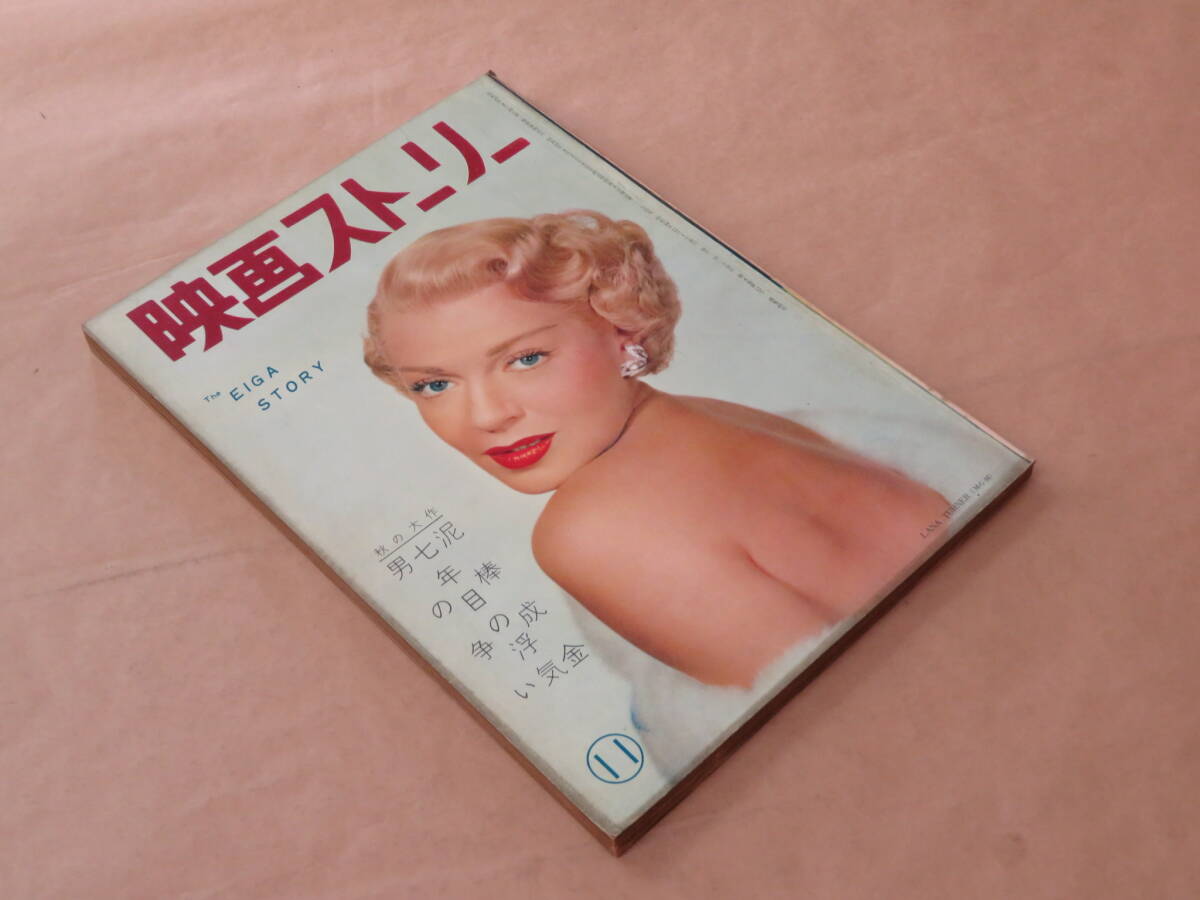 映画ストーリー
The EIGA
STORY
秋の大作
泥棒成金
七年目の浮気
男の争い
LANA TURNER (M・G・M)
11